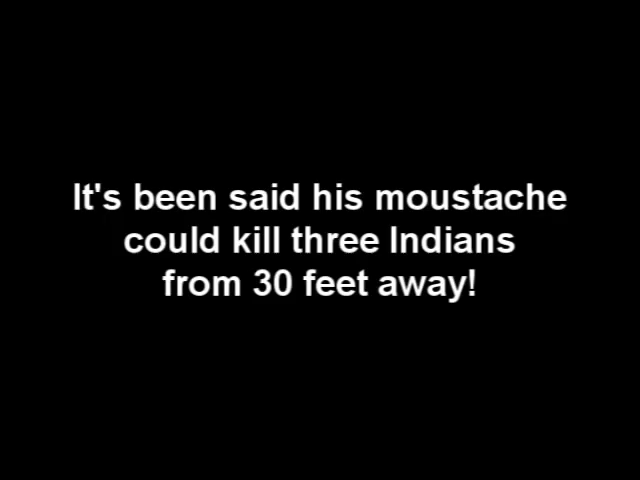 It's been said his moustache
could kill three Indians
from 30 feet away!